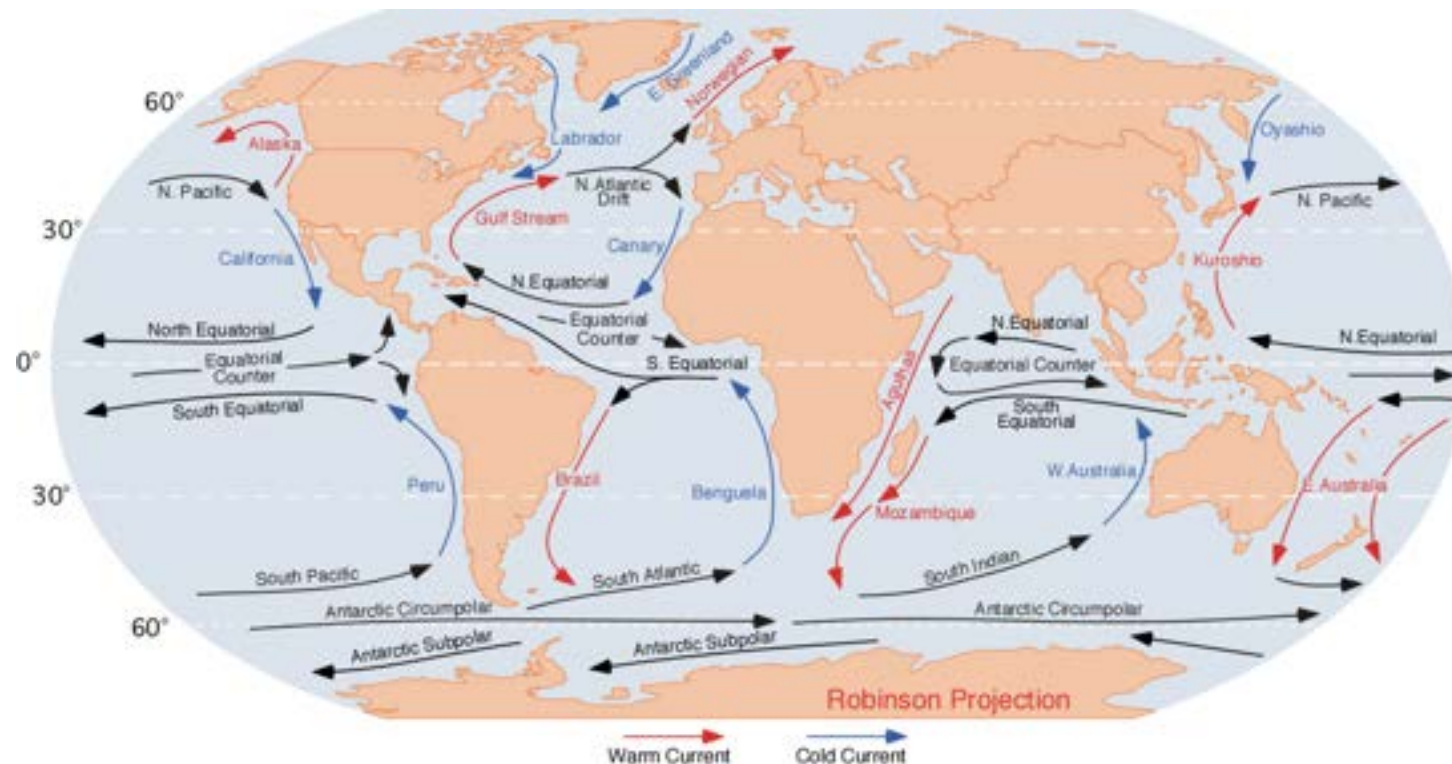 60°
E. Greenland
Norwegian
Alaska
Labrador
Oyashio
N. Pacific
N. Atlantic
Drift
N. Pacific
Gulf Stream
30°
California
Canary
Kuroshio
N.Equatorial
North Equatorial
Equatorial
Counter
N.Equatorial
N.Equatorial
0°
Equatorial
Counter
S. Equatorial
Equatorial Counter
Agulhas
South Equatorial
South
Equatorial
Peru
Brazil
Benguela
W.Australia
E.Australia
30°
Mozambique
South Pacific
South Atlantic
South Indian
Antarctic Circumpolar
Antarctic Circumpolar
60°
Antarctic Subpolar
Antarctic Subpolar
Robinson Projection
Warm Current
Cold Current